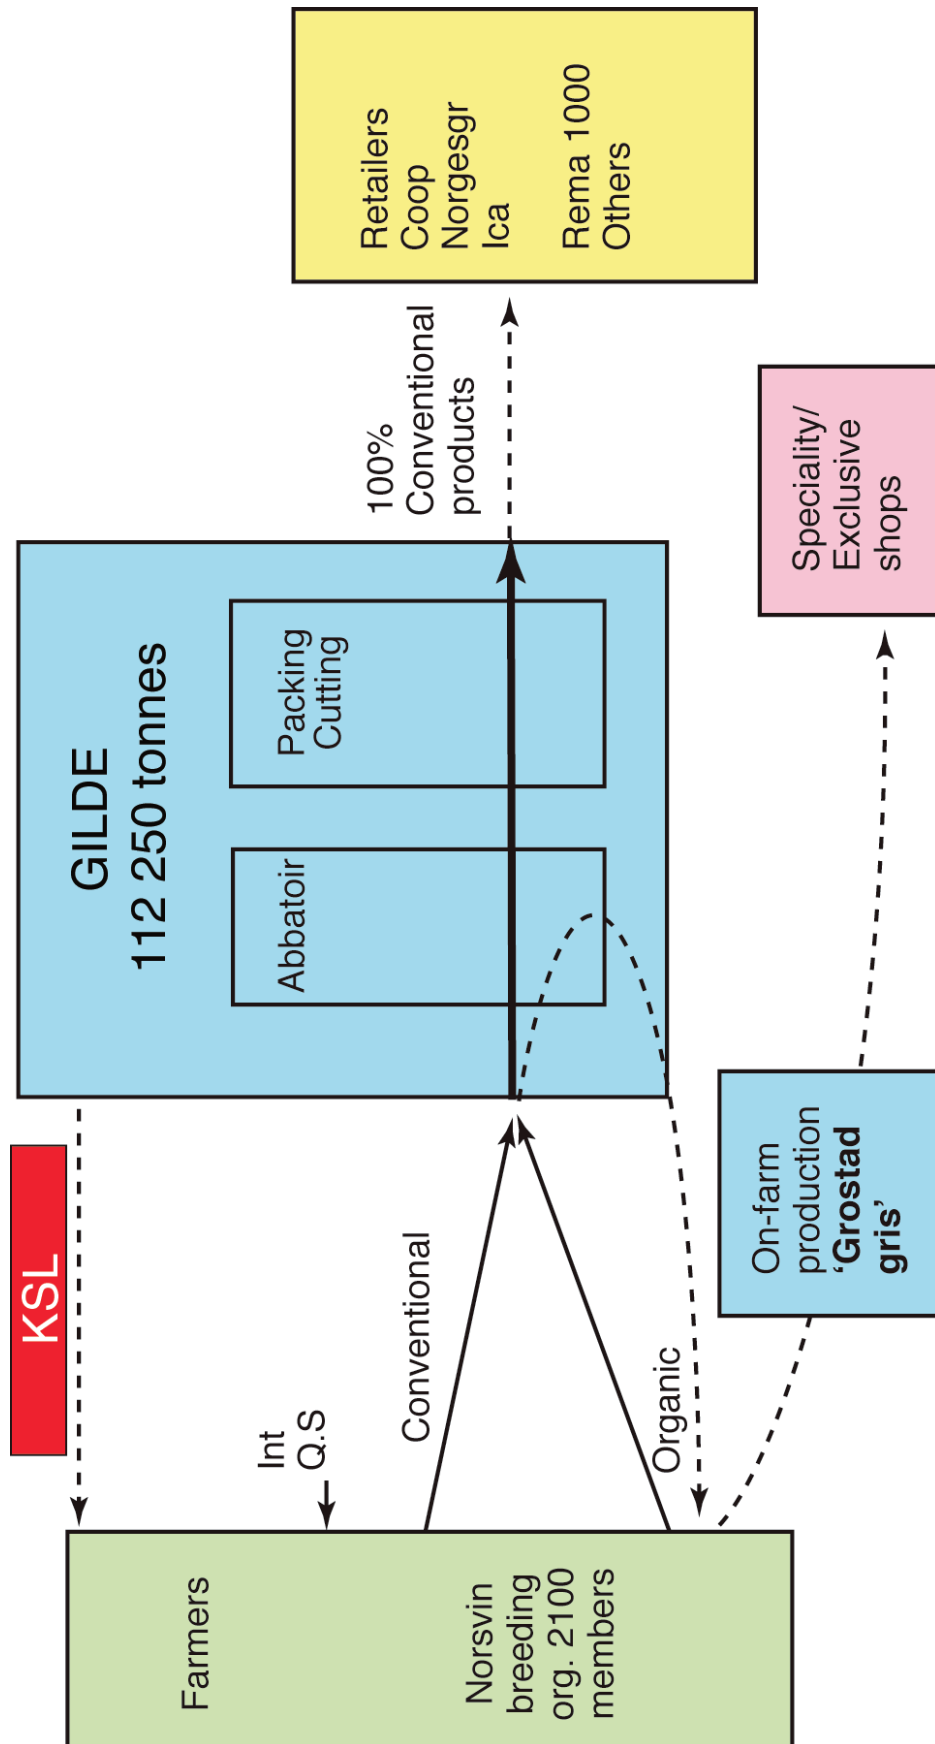 KSL
Farmers
Norsvin
breeding
org. 2100
members
Int
Q.S
Conventional
Organic
GILDE
112 250 tonnes
Abbatoir
Packing
Cutting
100%
Conventional
products
Retailers
Coop
Norgesgr
Ica
Rema 1000
Others
On-farm
production
‘Grostad
gris’
Speciality/
Exclusive
shops